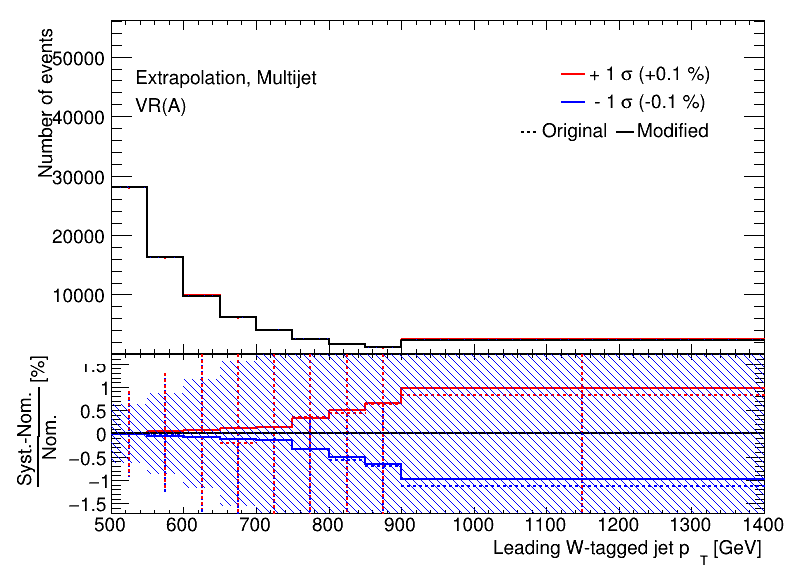 Number of events
50000
40000
30000
20000
10000
Extrapolation, Multijet
VR(A)
+ 1 σ (+0.1 %)
- 1 σ (-0.1 %)
Original Modified
Syst.-Nom.
Nom.
[%]
1.5
1
0.5
0
−0.5
−1
−1.5
500 600 700 800 900 1000 1100 1200 1300 1400
Leading W-tagged jet p T [GeV]